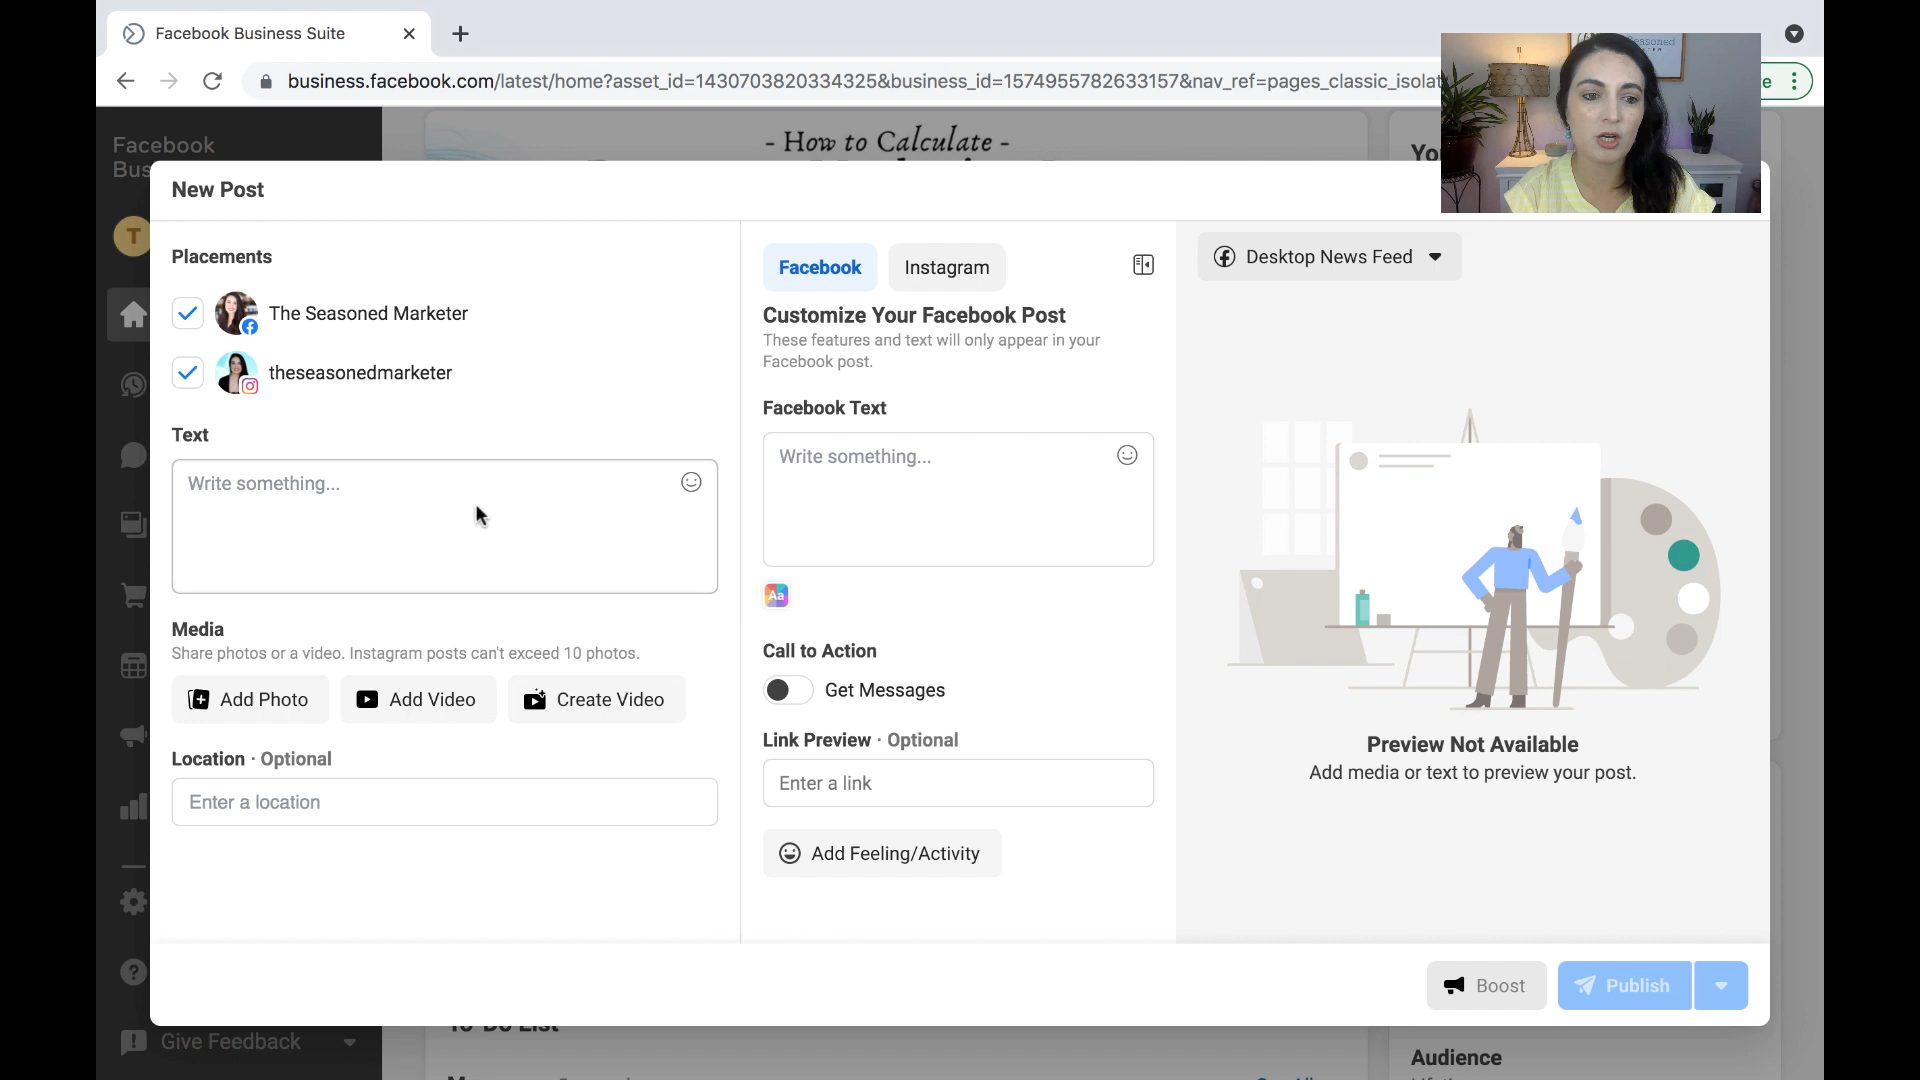 Facebook Business Suite
business.facebook.com/latest/home?asset_id=1430703820334325&business_id=1574955782633157&nav_ref=pages_classic_isolat
Seasoned
Facebook
- How to Calculate -
New Post
T
Placements
The Seasoned Marketer
theseasonedmarketer
Text
Write something...
Media
Share photos or a video. Instagram posts can't exceed 10 photos.
Add Photo
Add Video
Create Video
Location · Optional
Enter a location
Facebook
Instagram
Customize Your Facebook Post
These features and text will only appear in your
Facebook post.
Facebook Text
Write something...
Aa
Call to Action
Get Messages
Link Preview · Optional
Enter a link
Add Feeling/Activity
Desktop News Feed
Preview Not Available
Add media or text to preview your post.
Boost
Publish
Give Feedback
To-Do List
Audience